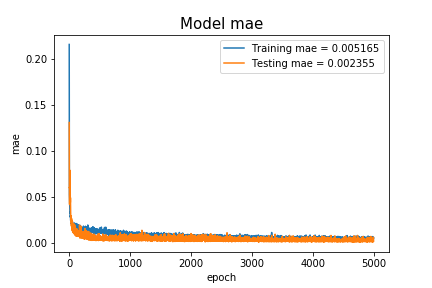 Model mae
Training mae = 0.005165
Testing mae = 0.002355
mae
0.20
0.15
0.10
0.05
0.00
0 1000 2000 3000 4000 5000
epoch